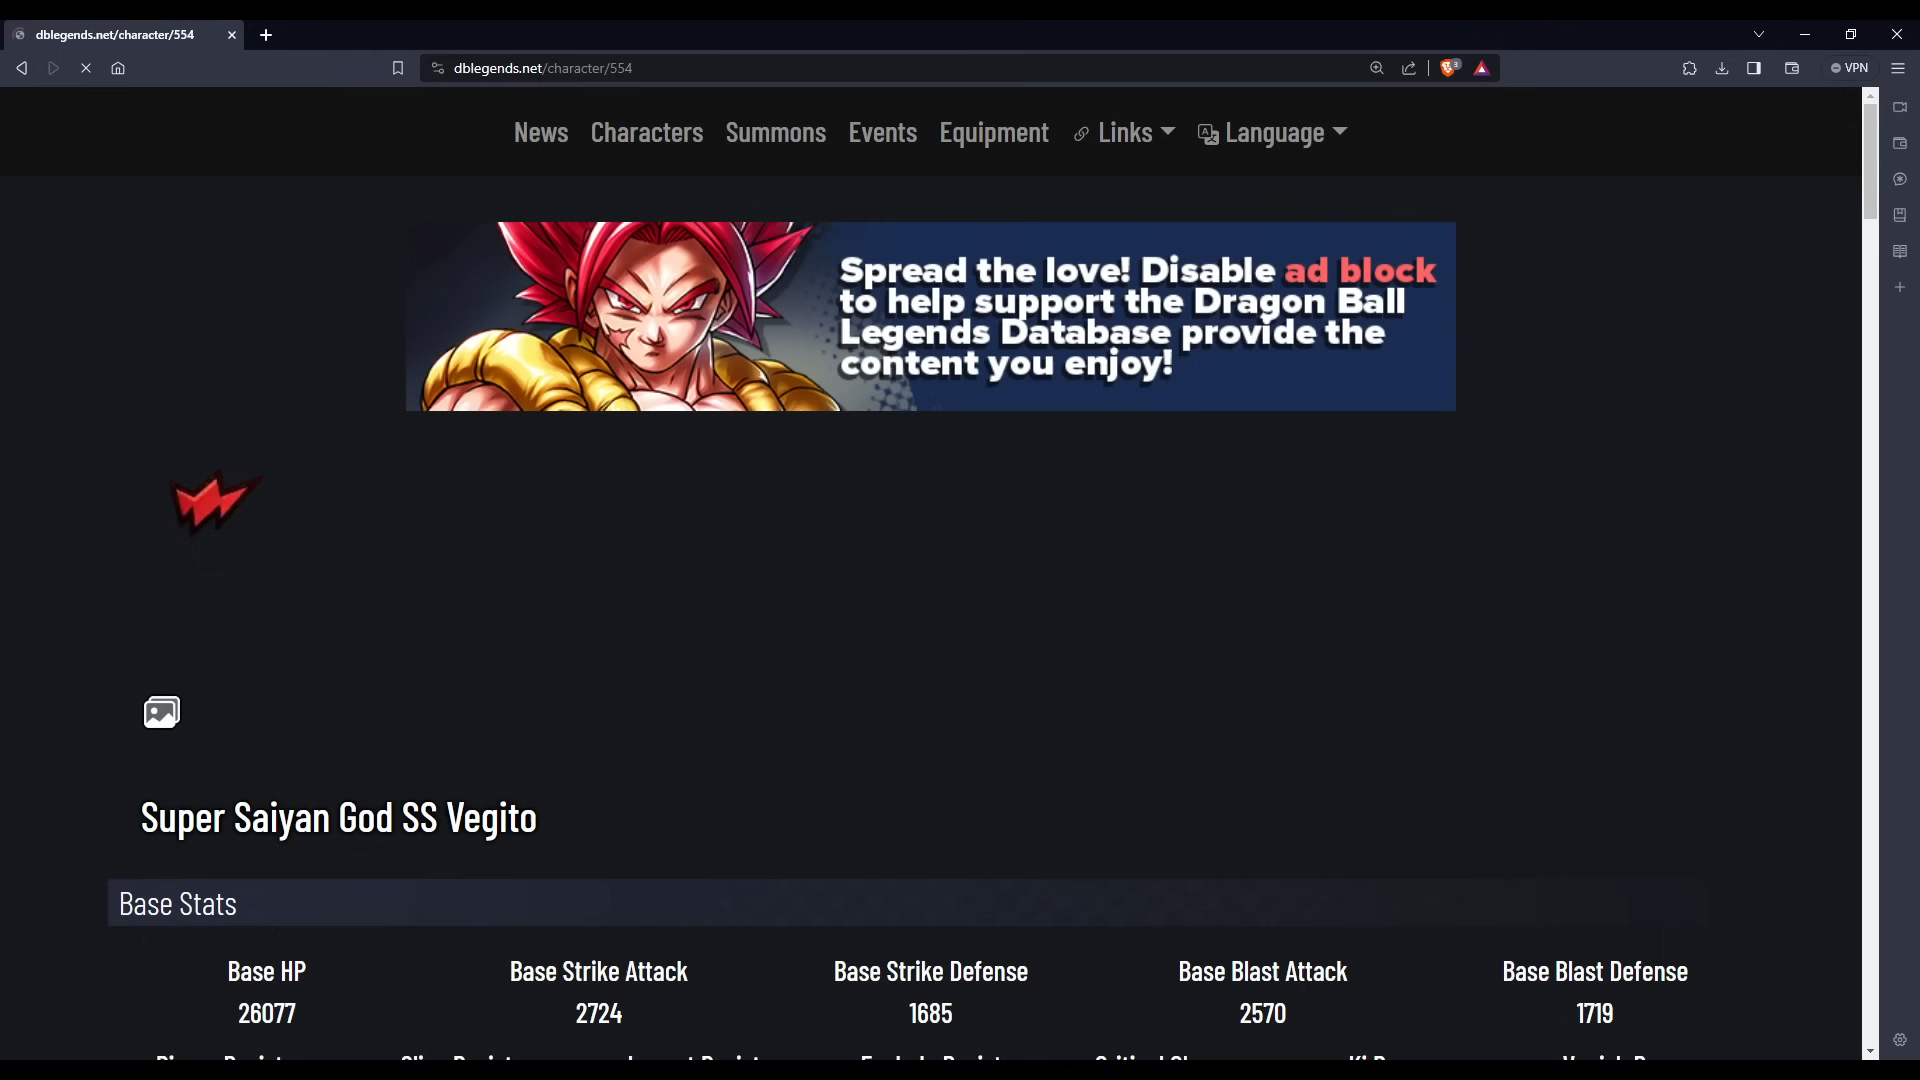 dblegends.net/character/554
dblegends.net/character/554
3
VPN
News Characters Summons Events Equipment Links Language
Spread the love! Disable ad block
to help support the Dragon Ball
Legends Database provide the
content you enjoy!
Super Saiyan God SS Vegito
Base Stats
Base HP Base Strike Attack Base Strike Defense Base Blast Attack Base Blast Defense
26077 2724 1685 2570 1719